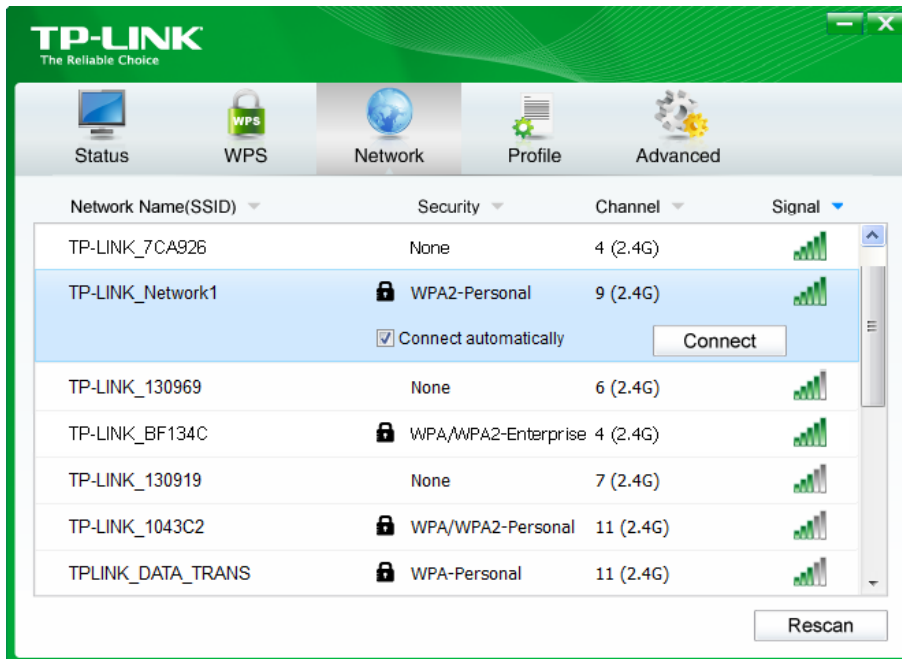 TP-LINK
The Reliable Choice
WPS
Status WPS Network Profile Advanced
Network Name(SSID) Security Channel Signal
TP-LINK_7CA926 None 4 (2.4G)
TP-LINK_Network1 WPA2-Personal 9 (2.4G)
Connect automatically Connect
TP-LINK_130969 None 6 (2.4G)
TP-LINK_BF134C WPA/WPA2-Enterprise 4 (2.4G)
TP-LINK_130919 None 7 (2.4G)
TP-LINK_1043C2 WPA/WPA2-Personal 11 (2.4G)
TPLINK_DATA_TRANS WPA-Personal 11 (2.4G)
Rescan